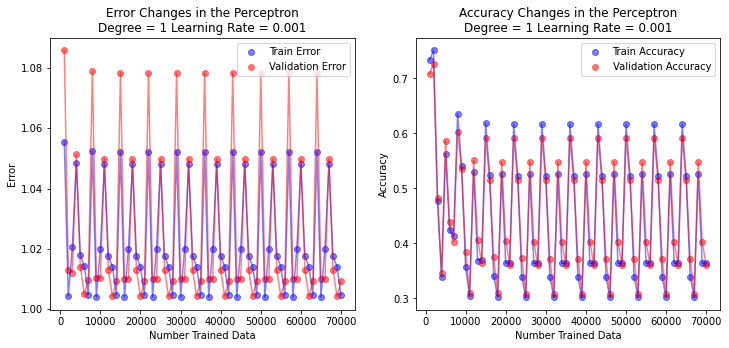 Error Changes in the Perceptron
Degree = 1 Learning Rate = 0.001
Train Error
Validation Error
1.08
1.06
1.04
1.02
1.00
Error
0 10000 20000 30000 40000 50000 60000 70000
Number Trained Data
Accuracy Changes in the Perceptron
Degree = 1 Learning Rate = 0.001
Train Accuracy
Validation Accuracy
0.7
0.6
0.5
0.4
0.3
Accuracy
0 10000 20000 30000 40000 50000 60000 70000
Number Trained Data